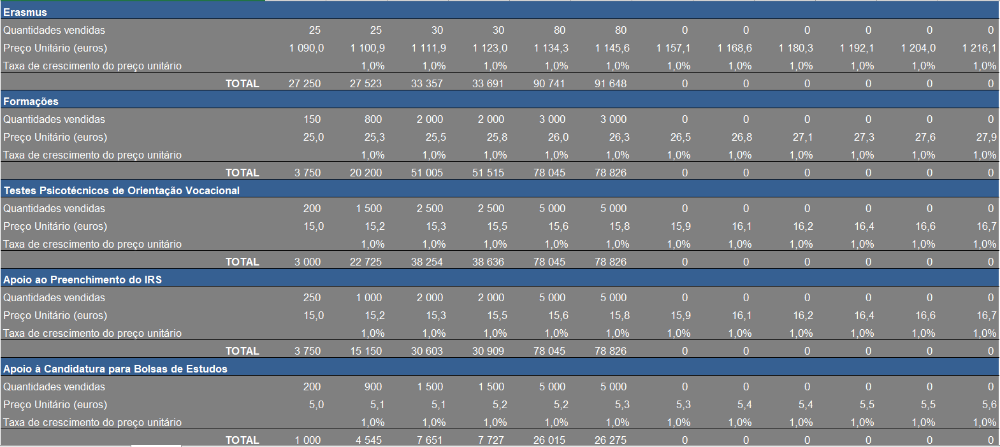 Erasmus
Quantidades vendidas 25 25 30 30 80 80 0 0 0 0 0 0
Preço Unitário (euros) 1 090,0 1 100,9 1 111,9 1 123,0 1 134,3 1 145,6 1 157,1 1 168,6 1 180,3 1 192,1 1 204,0 1 216,1
Taxa de crescimento do preço unitário 1,0% 1,0% 1,0% 1,0% 1,0% 1,0% 1,0% 1,0% 1,0% 1,0% 1,0%
TOTAL 27 250 27 523 33 357 33 691 90 741 91 648 0 0 0 0 0 0
Formações
Quantidades vendidas 150 800 2 000 2 000 3 000 3 000 0 0 0 0 0 0
Preço Unitário (euros) 25,0 25,3 25,5 25,8 26,0 26,3 26,5 26,8 27,1 27,3 27,6 27,9
Taxa de crescimento do preço unitário 1,0% 1,0% 1,0% 1,0% 1,0% 1,0% 1,0% 1,0% 1,0% 1,0% 1,0%
TOTAL 3 750 20 200 51 005 51 515 78 045 78 826 0 0 0 0 0 0
Testes Psicotécnicos de Orientação Vocacional
Quantidades vendidas 200 1 500 2 500 2 500 5 000 5 000 0 0 0 0 0 0
Preço Unitário (euros) 15,0 15,2 15,3 15,5 15,6 15,8 15,9 16,1 16,2 16,4 16,6 16,7
Taxa de crescimento do preço unitário 1,0% 1,0% 1,0% 1,0% 1,0% 1,0% 1,0% 1,0% 1,0% 1,0% 1,0%
TOTAL 3 000 22 725 38 254 38 636 78 045 78 826 0 0 0 0 0 0
Apoio ao Preenchimento do IRS
Quantidades vendidas 250 1 000 2 000 2 000 5 000 5 000 0 0 0 0 0 0
Preço Unitário (euros) 15,0 15,2 15,3 15,5 15,6 15,8 15,9 16,1 16,2 16,4 16,6 16,7
Taxa de crescimento do preço unitário 1,0% 1,0% 1,0% 1,0% 1,0% 1,0% 1,0% 1,0% 1,0% 1,0% 1,0%
TOTAL 3 750 15 150 30 603 30 909 78 045 78 826 0 0 0 0 0 0
Apoio à Candidatura para Bolsas de Estudos
Quantidades vendidas 200 900 1 500 1 500 5 000 5 000 0 0 0 0 0 0
Preço Unitário (euros) 5,0 5,1 5,1 5,2 5,2 5,3 5,3 5,4 5,4 5,5 5,5 5,6
Taxa de crescimento do preço unitário 1,0% 1,0% 1,0% 1,0% 1,0% 1,0% 1,0% 1,0% 1,0% 1,0% 1,0%
TOTAL 1 000 4 545 7 651 7 727 26 015 26 275 0 0 0 0 0 0